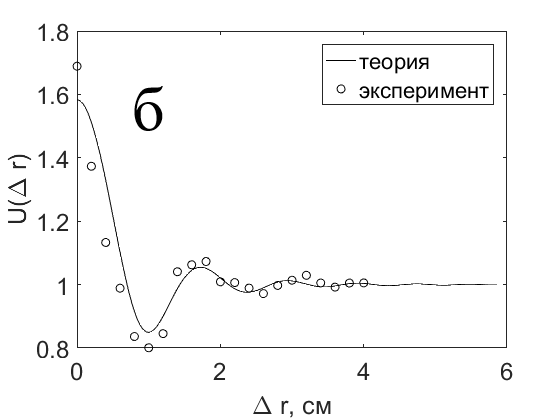 1.8
теория
эксперимент
1.6
б
1.4
U(Δ r)
1.2
1
0.8
0 2 4 6
Δ r, см